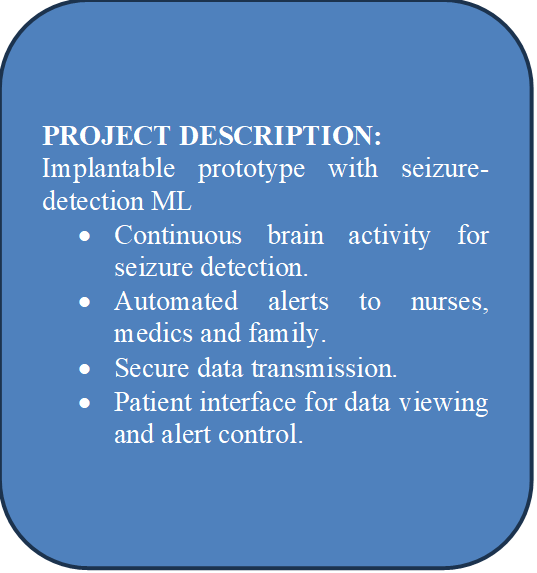 PROJECT DESCRIPTION:
Implantable prototype with seizure-
detection ML
• Continuous brain activity for
seizure detection.
• Automated alerts to nurses,
medics and family.
• Secure data transmission.
• Patient interface for data viewing
and alert control.